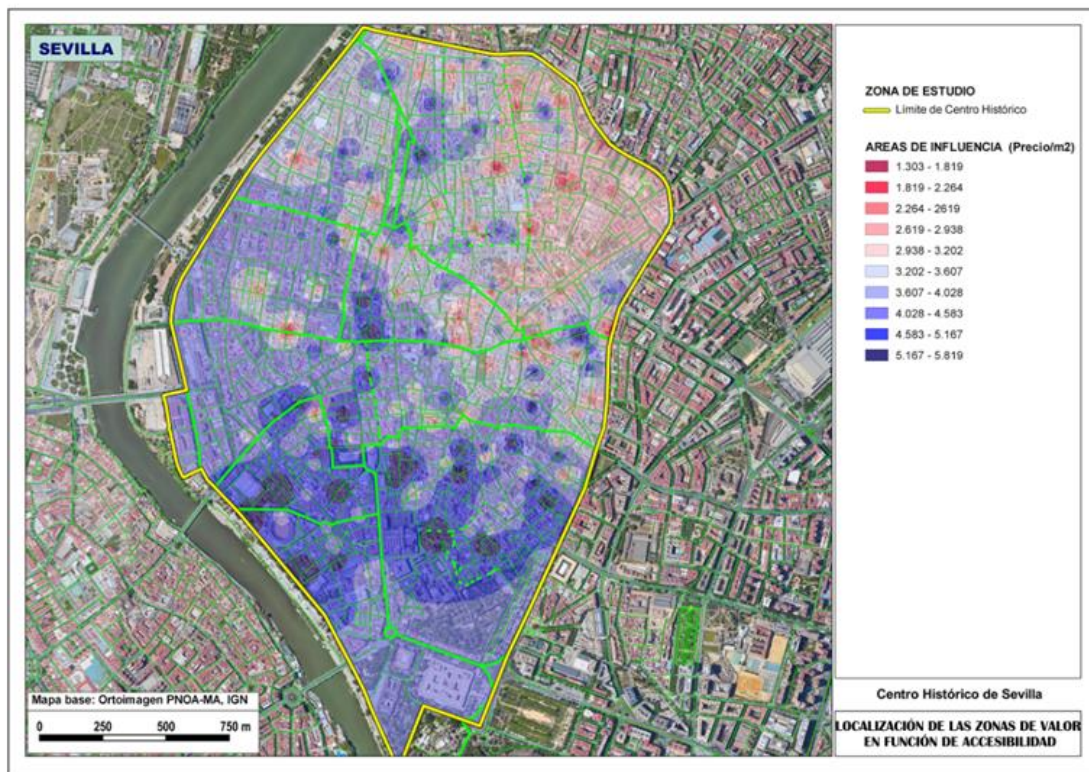 SEVILLA
ZONA DE ESTUDIO
Límite de Centro Histórico
AREAS DE INFLUENCIA (Precio/m2)
1.303 - 1.819
1.819 - 2.264
2.264 - 2619
2.619 - 2.938
2.938 - 3.202
3.202 - 3.607
3.607 - 4.028
4.028 - 4.583
4.583 - 5.167
5.167 - 5.819
Mapa base: Ortoimagen PNOA-MA, IGN
0 250 500 750 m
Centro Histórico de Sevilla
LOCALIZACIÓN DE LAS ZONAS DE VALOR
EN FUNCIÓN DE ACCESIBILIDAD